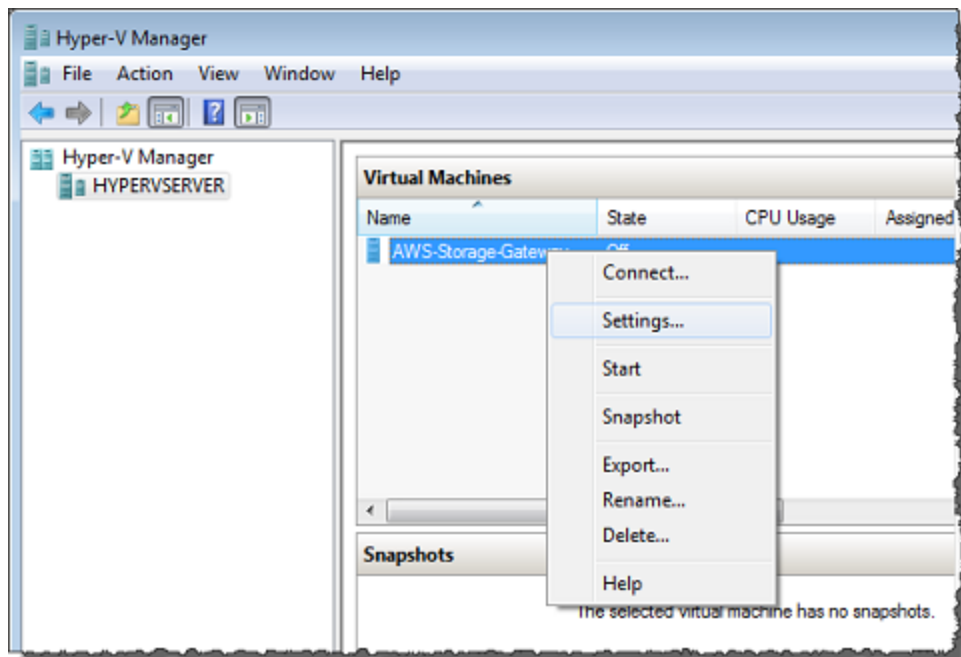 Hyper-V Manager
File Action View Window Help
Hyper-V Manager
HYPERVSERVER
Virtual Machines
Name State CPU Usage Assigned
AWS-Storage-Gateway Off
Connect...
Settings...
Start
Snapshot
Export...
Rename...
Delete...
Help
Snapshots
The selected virtual machine has no snapshots.